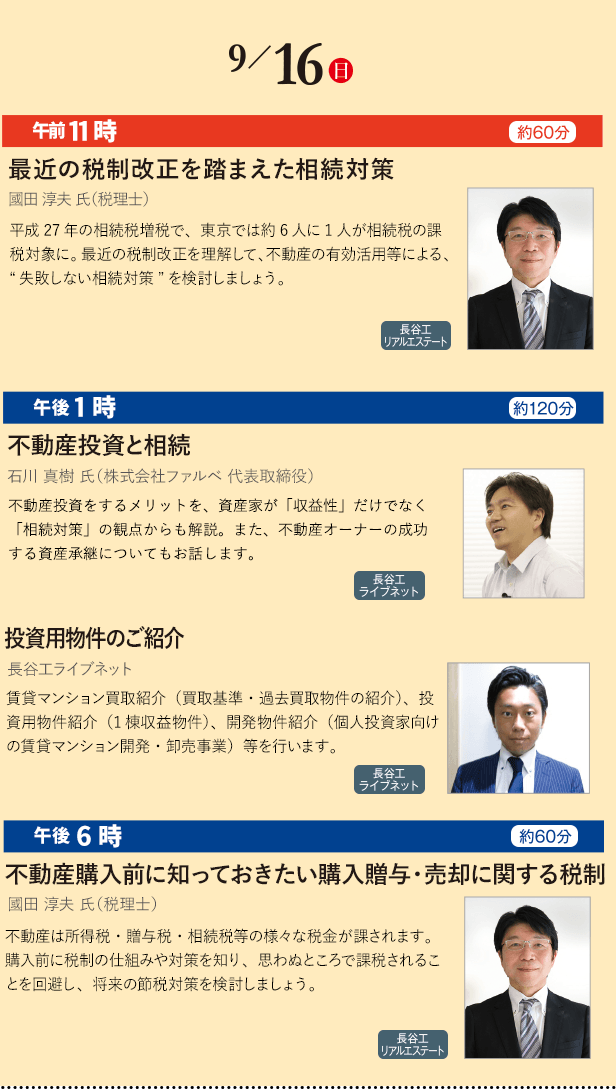 9／16 日
午前11時 約60分
最近の税制改正を踏まえた相続対策
國田 淳夫 氏（税理士）
平成 27 年の相続税増税で、東京では約 6 人に 1 人が相続税の課
税対象に。最近の税制改正を理解して、不動産の有効活用等による、
“ 失敗しない相続対策 ” を検討しましょう。
長谷工
リアルエステート
午後1時 約120分
不動産投資と相続
石川 真樹 氏（株式会社ファルベ 代表取締役）
不動産投資をするメリットを、資産家が「収益性」だけでなく
「相続対策」の観点からも解説。また、不動産オーナーの成功
する資産承継についてもお話します。
長谷工
ライブネット
投資用物件のご紹介
長谷工ライブネット
賃貸マンション買取紹介（買取基準・過去買取物件の紹介）、投
資用物件紹介（1 棟収益物件）、開発物件紹介（個人投資家向け
の賃貸マンション開発・卸売事業）等を行います。
長谷工
ライブネット
午後6時 約60分
不動産購入前に知っておきたい購入贈与・売却に関する税制
國田 淳夫 氏（税理士）
不動産は所得税・贈与税・相続税等の様々な税金が課されます。
購入前に税制の仕組みや対策を知り、思わぬところで課税されるこ
とを回避し、将来の節税対策を検討しましょう。
長谷工
リアルエステート